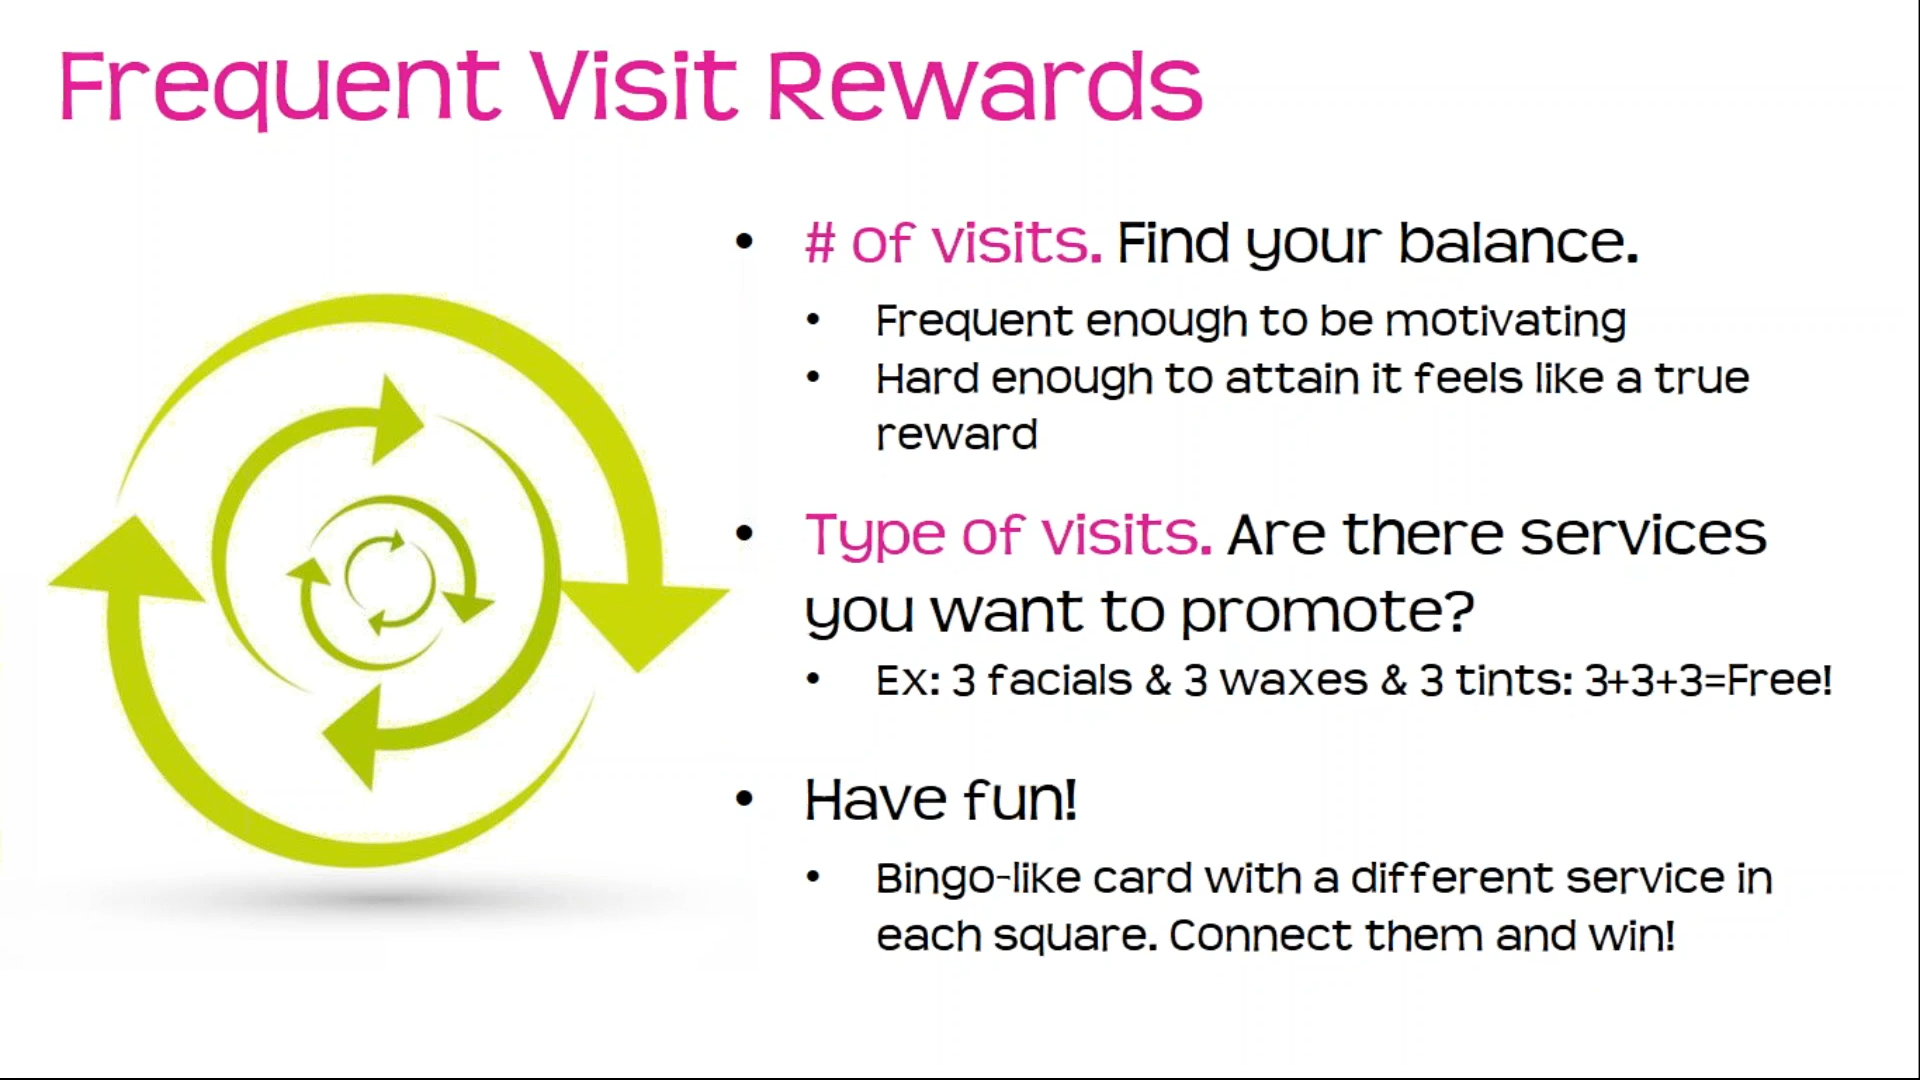 Frequent Visit Rewards
• # of visits. Find your balance.
• Frequent enough to be motivating
• Hard enough to attain it feels like a true
reward
• Type of visits. Are there services
you want to promote?
• Ex: 3 facials & 3 waxes & 3 tints: 3+3+3=Free!
• Have fun!
• Bingo-like card with a different service in
each square. Connect them and win!